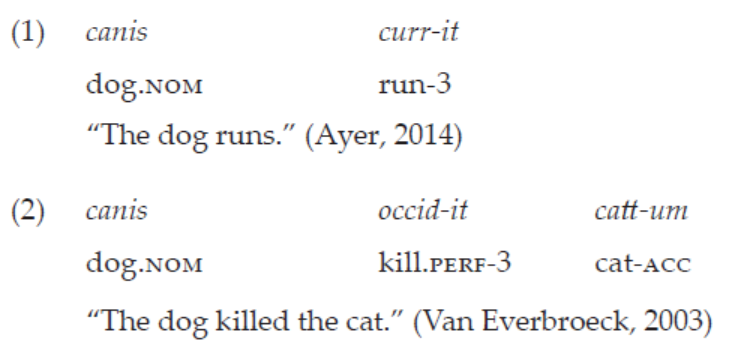 (1) canis curr-it
dog.NOM run-3
“The dog runs.” (Ayer, 2014)
(2) canis occid-it catt-um
dog.NOM kill.PERF-3 cat-ACC
“The dog killed the cat.” (Van Everbroeck, 2003)